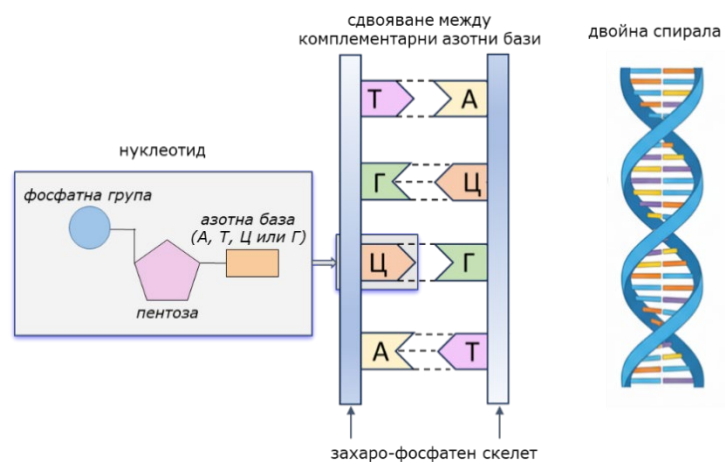 сдвояване между
комплементарни азотни бази
двойна спирала
нуклеотид
фосфатна група
азотна база
(А, Т, Ц или Г)
пентоза
Т А
Г Ц
Ц Г
А Т
захаро-фосфатен скелет